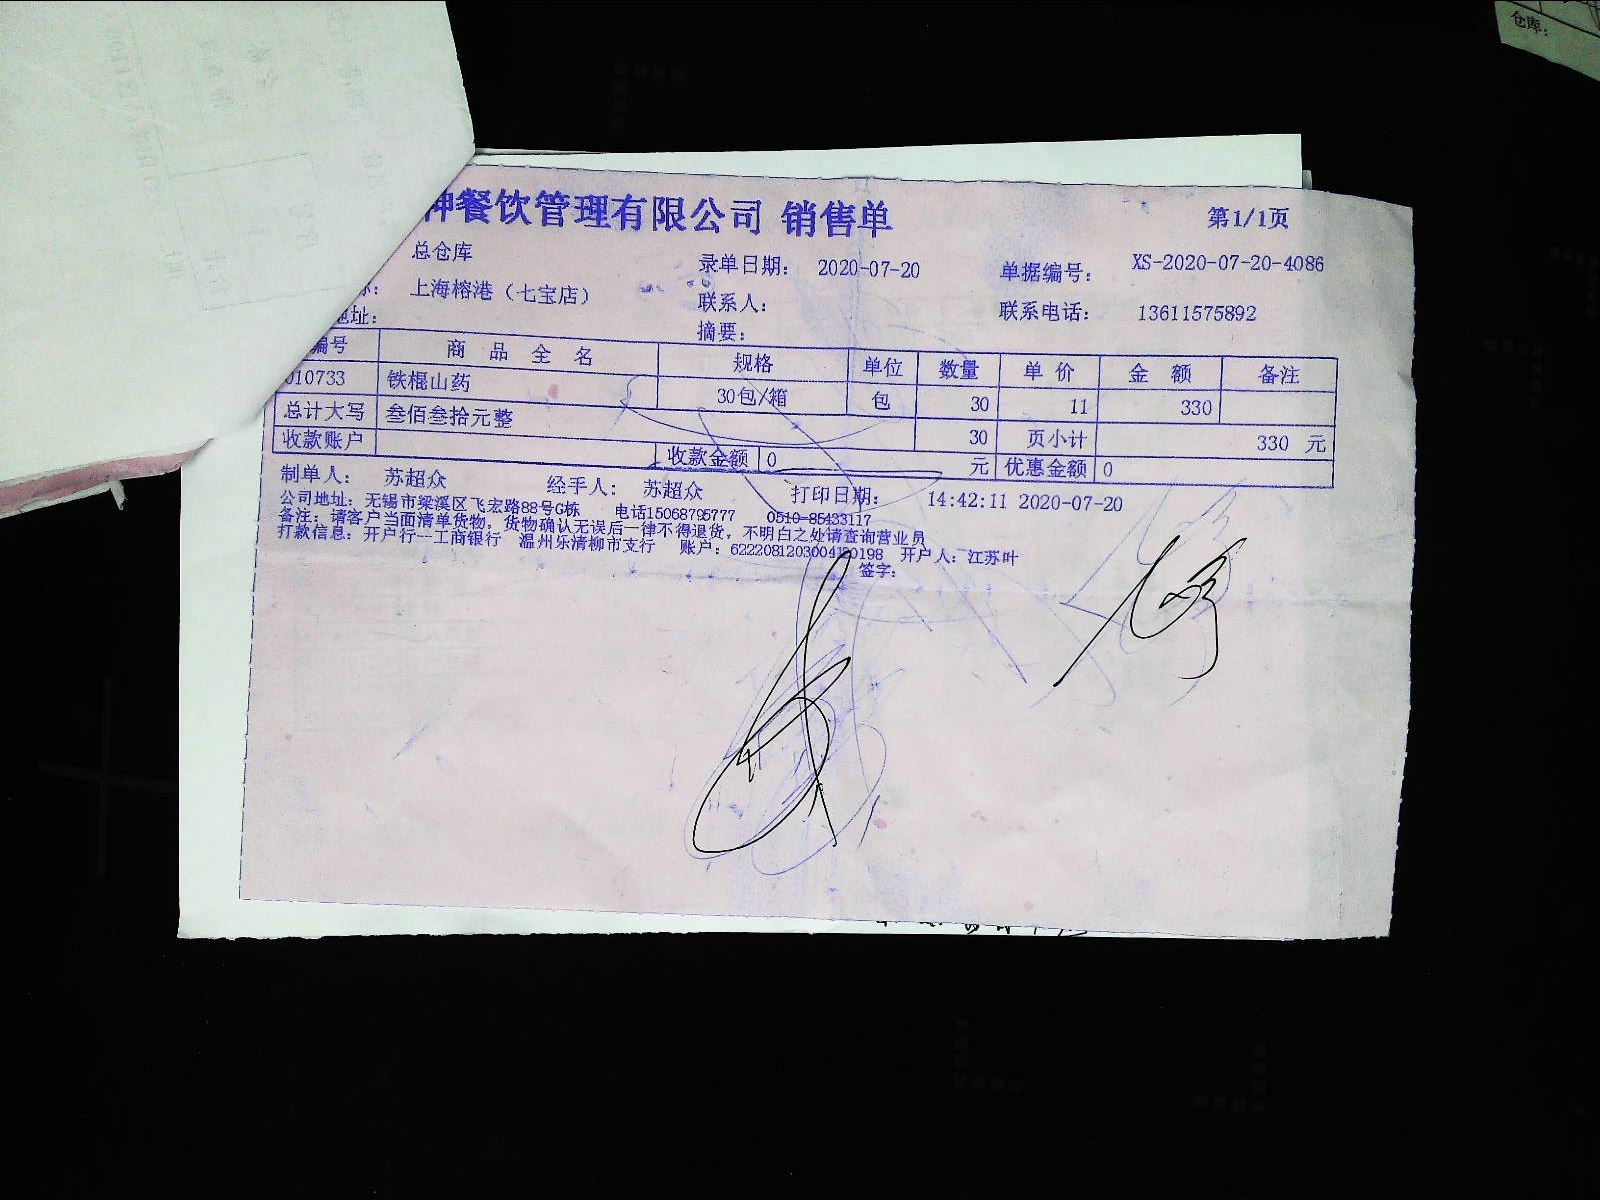 仓库:
餐饮管理有限公司 销售单 第1/1页
总仓库 录单日期: 2020-07-20 单据编号: XS-2020-07-20-4086
上海榕港(七宝店) 联系人: 联系电话: 13611575892
地址: 摘要:
编号 商品全名 规格 单位 数量 单价 金额 备注
010733 铁棍山药 30包/箱 包 30 11 330
总计大写 叁佰叁拾元整 30 页小计 330 元
收款账户 收款金额 0 元 优惠金额 0
制单人: 苏超众 经手人: 苏超众 打印日期: 14:42:11 2020-07-20
公司地址: 无锡市梁溪区飞宏路88号G栋 电话15068795777 0510-85433117
备注: 请客户当面清单货物, 货物确认无误后一律不得退货, 不明白之处请查询营业员
打款信息: 开户行--工商银行 温州乐清柳市支行 账户: 开户人: 江苏叶
签字: